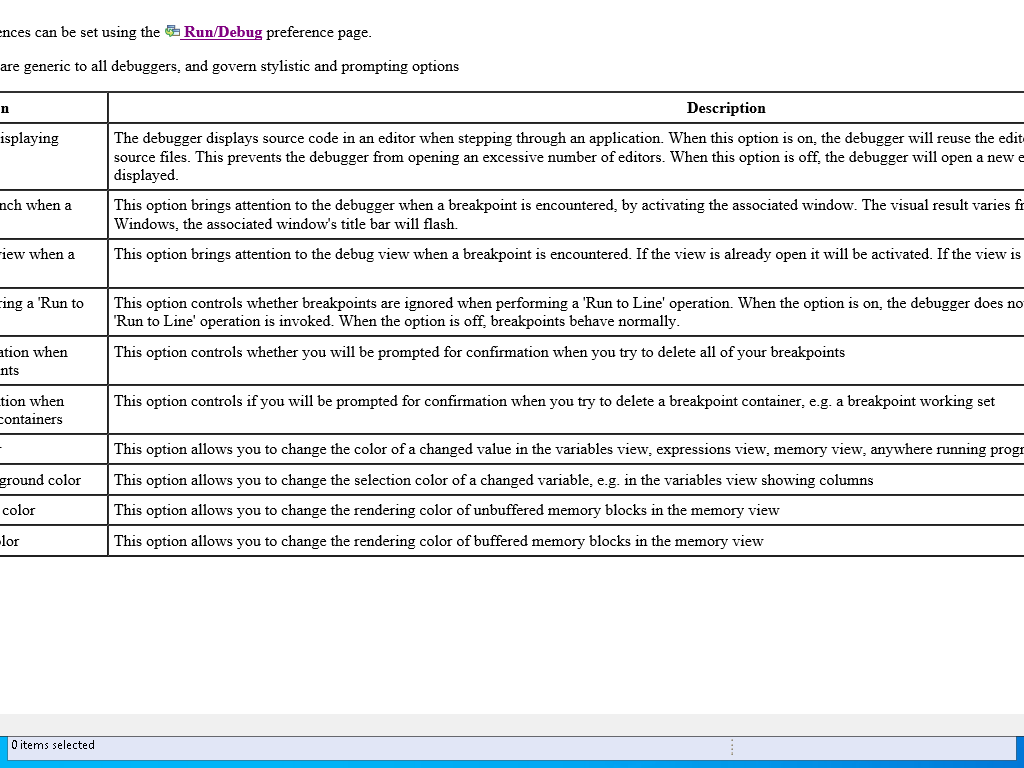 ences can be set using the Run/Debug preference page.
are generic to all debuggers, and govern stylistic and prompting options
n Description
isplaying The debugger displays source code in an editor when stepping through an application. When this option is on, the debugger will reuse the edit
source files. This prevents the debugger from opening an excessive number of editors. When this option is off, the debugger will open a new e
displayed.
nch when a This option brings attention to the debugger when a breakpoint is encountered, by activating the associated window. The visual result varies fr
Windows, the associated window's title bar will flash.
iew when a This option brings attention to the debug view when a breakpoint is encountered. If the view is already open it will be activated. If the view is
ring a 'Run to This option controls whether breakpoints are ignored when performing a 'Run to Line' operation. When the option is on, the debugger does no
'Run to Line' operation is invoked. When the option is off, breakpoints behave normally.
ation when This option controls whether you will be prompted for confirmation when you try to delete all of your breakpoints
nts
tion when This option controls if you will be prompted for confirmation when you try to delete a breakpoint container, e.g. a breakpoint working set
containers
This option allows you to change the color of a changed value in the variables view, expressions view, memory view, anywhere running progr
ground color This option allows you to change the selection color of a changed variable, e.g. in the variables view showing columns
color This option allows you to change the rendering color of unbuffered memory blocks in the memory view
lor This option allows you to change the rendering color of buffered memory blocks in the memory view
0 items selected